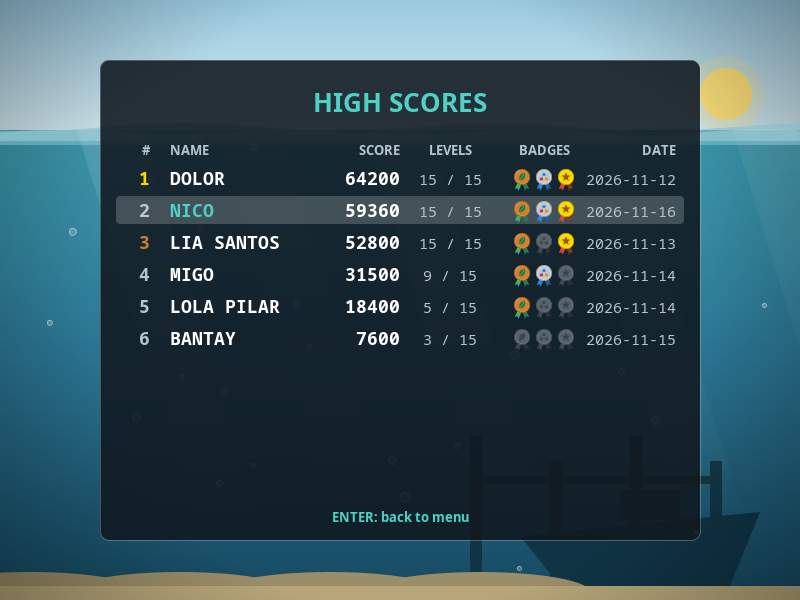 HIGH SCORES
# NAME SCORE LEVELS BADGES DATE
1 DOLOR 64200 15 / 15 2026-11-12
2 NICO 59360 15 / 15 2026-11-16
3 LIA SANTOS 52800 15 / 15 2026-11-13
4 MIGO 31500 9 / 15 2026-11-14
5 LOLA PILAR 18400 5 / 15 2026-11-14
6 BANTAY 7600 3 / 15 2026-11-15
ENTER: back to menu